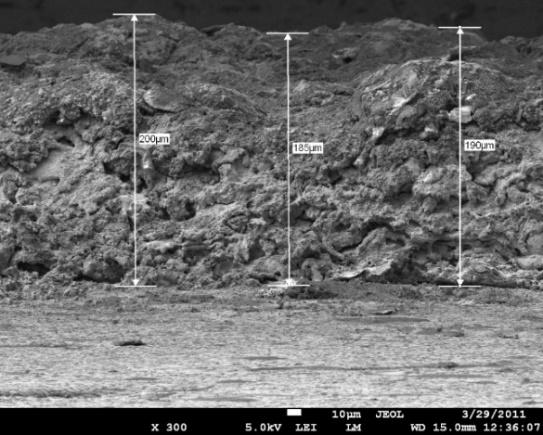 200µm
185µm
190µm
10µm JEOL 3/29/2011
X 300 5.0kV LEI LM WD 15.0mm 12:36:07